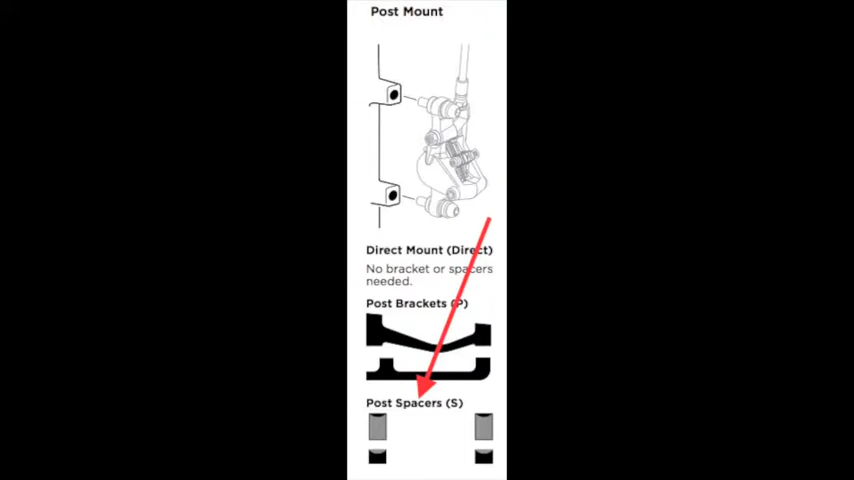 Post Mount
Direct Mount (Direct)
No bracket or spacers
needed.
Post Brackets (P)
Post Spacers (S)